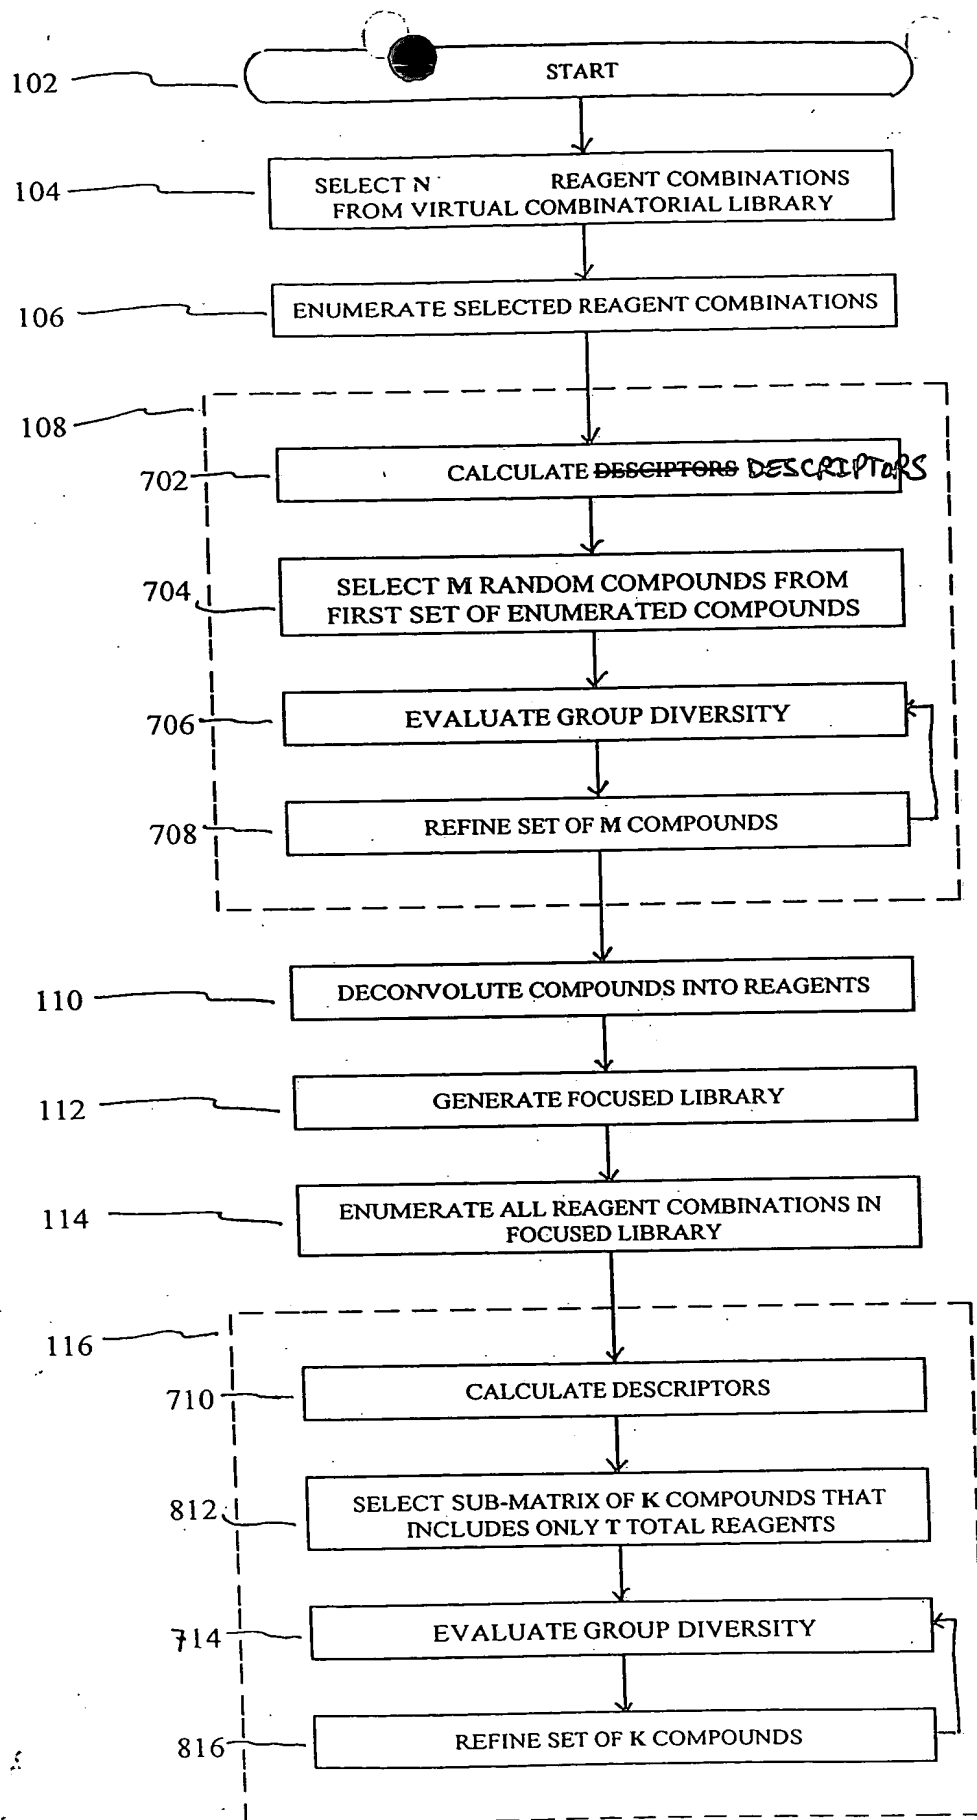 102
START
104
SELECT N REAGENT COMBINATIONS
FROM VIRTUAL COMBINATORIAL LIBRARY
106
ENUMERATE SELECTED REAGENT COMBINATIONS
108
702
CALCULATE DESCIPTORS DESCRIPTORS
704
SELECT M RANDOM COMPOUNDS FROM
FIRST SET OF ENUMERATED COMPOUNDS
706
EVALUATE GROUP DIVERSITY
708
REFINE SET OF M COMPOUNDS
110
DECONVOLUTE COMPOUNDS INTO REAGENTS
112
GENERATE FOCUSED LIBRARY
114
ENUMERATE ALL REAGENT COMBINATIONS IN
FOCUSED LIBRARY
116
710
CALCULATE DESCRIPTORS
812
SELECT SUB-MATRIX OF K COMPOUNDS THAT
INCLUDES ONLY T TOTAL REAGENTS
714
EVALUATE GROUP DIVERSITY
816
REFINE SET OF K COMPOUNDS